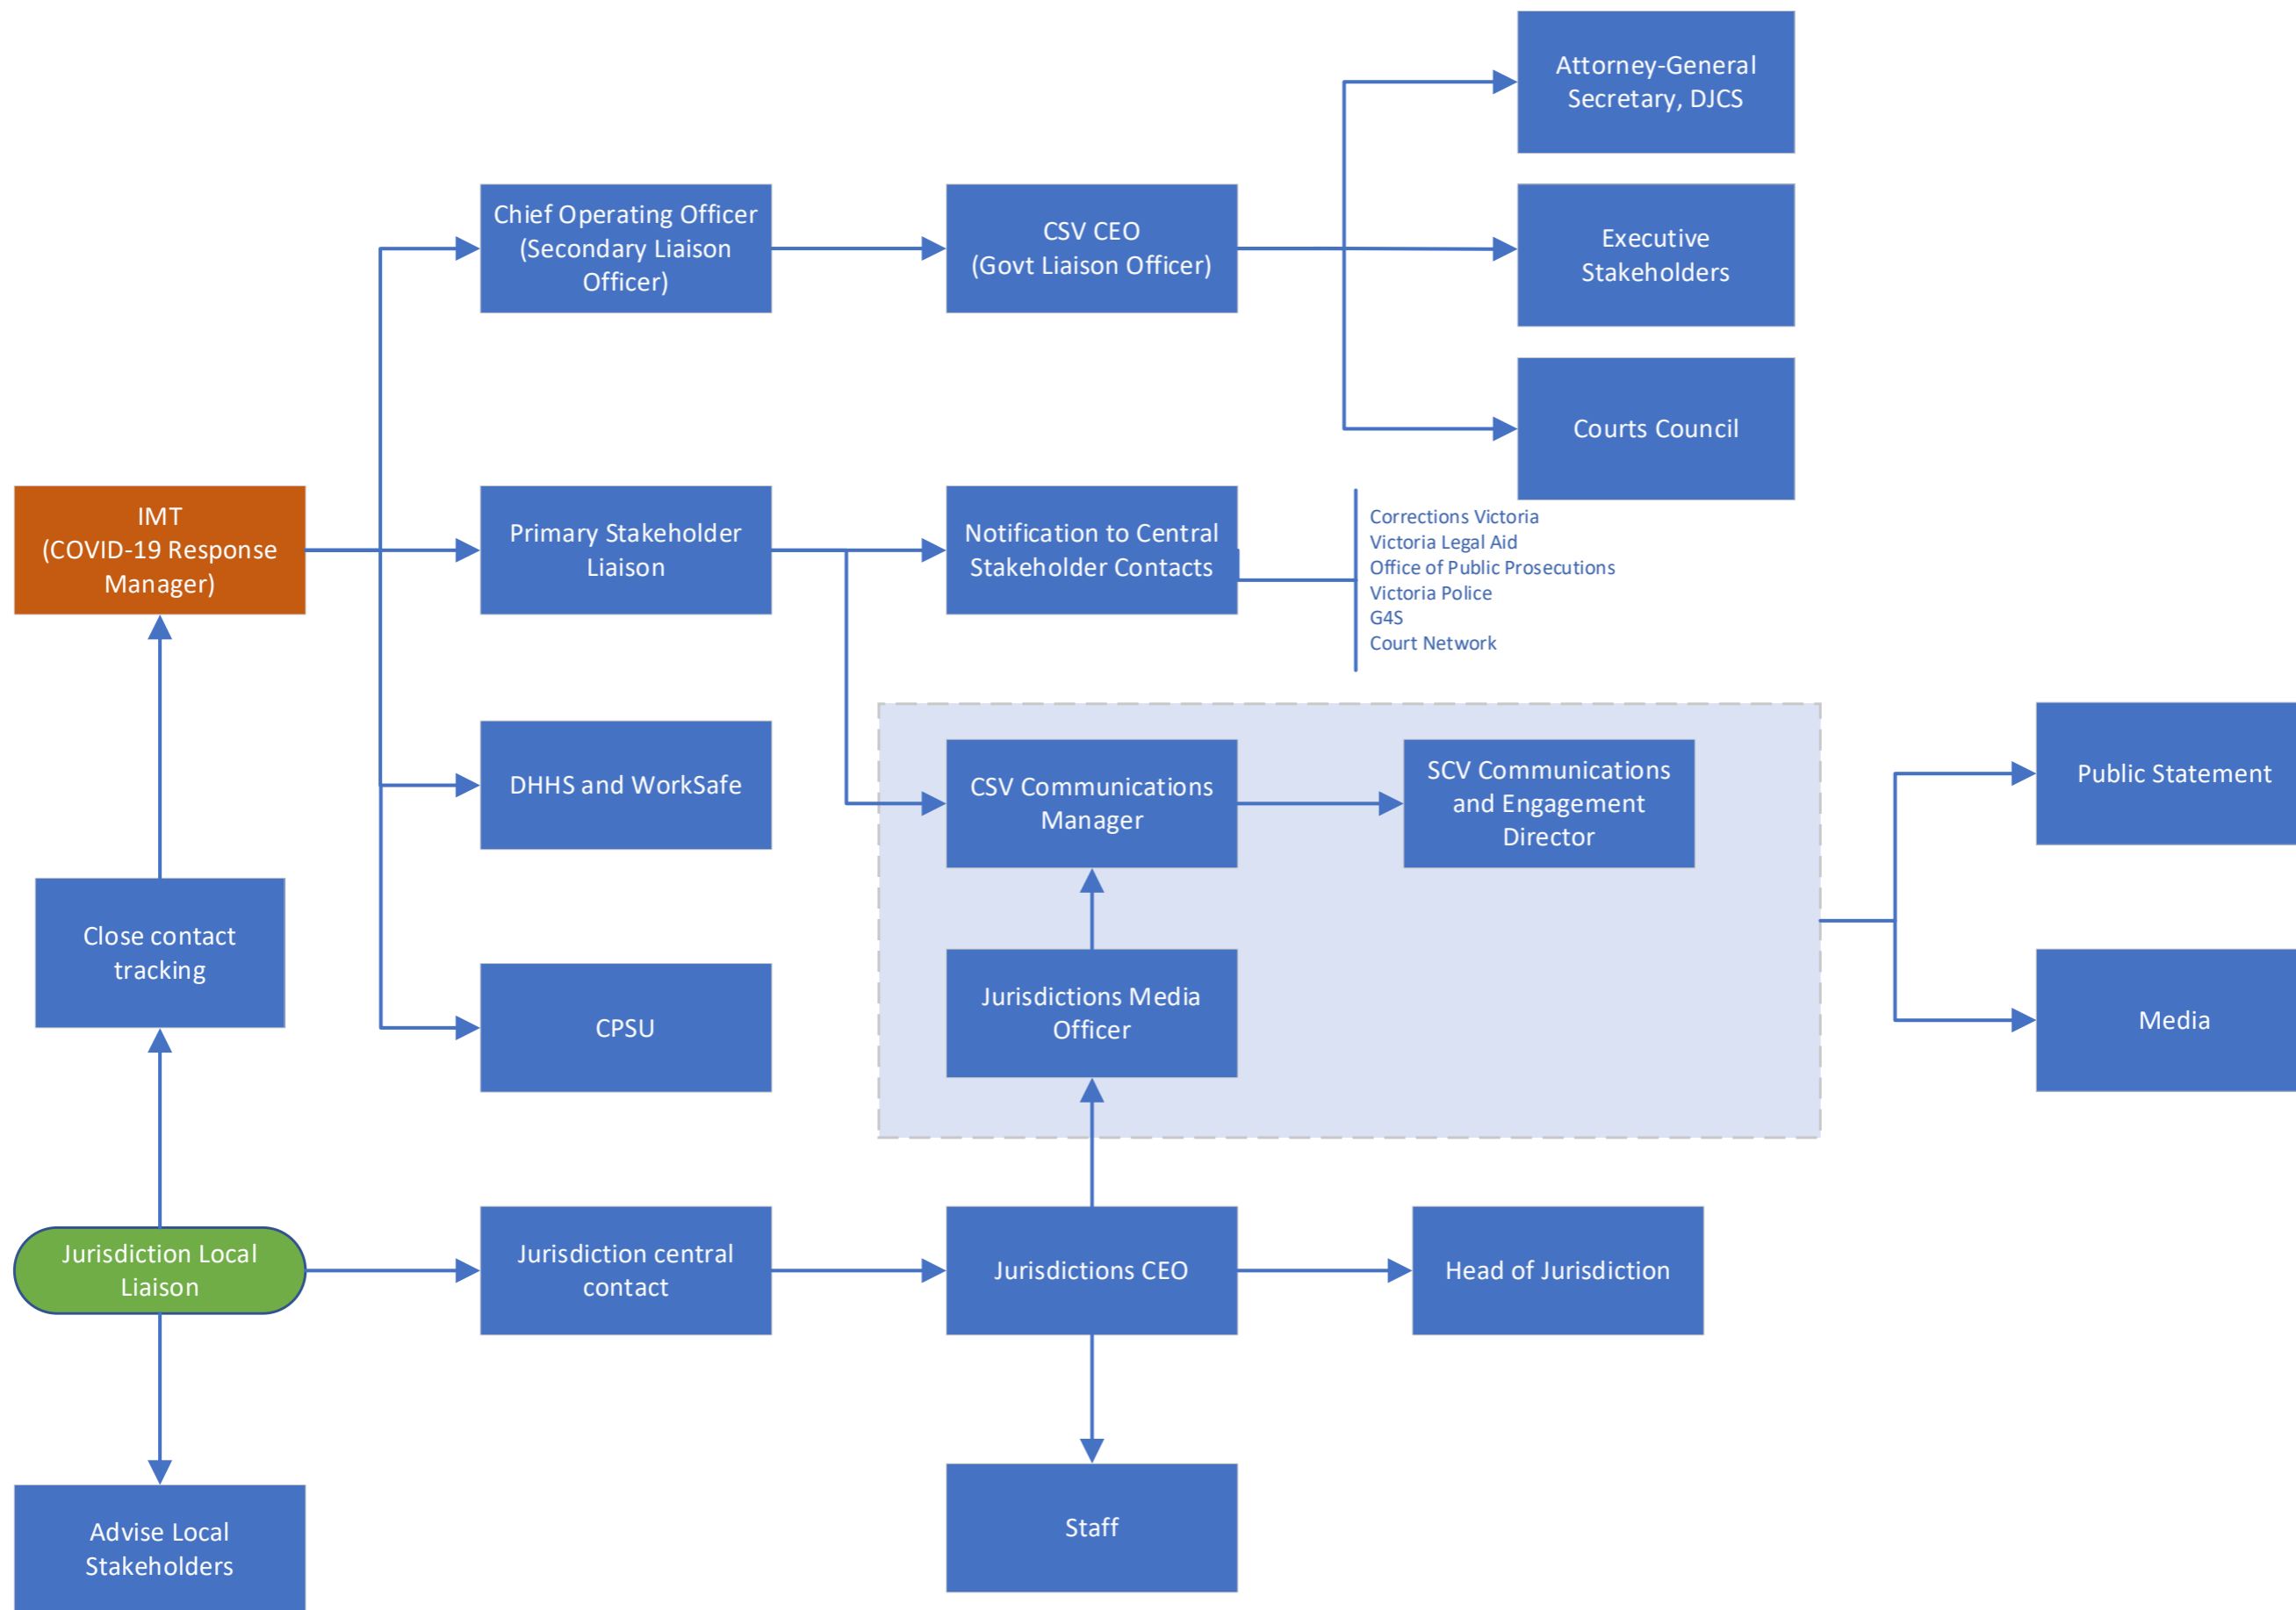 Attorney-General
Secretary, DJCS
Chief Operating Officer
(Secondary Liaison
Officer)
CSV CEO
(Govt Liaison Officer)
Executive
Stakeholders
Courts Council
IMT
(COVID-19 Response
Manager)
Primary Stakeholder
Liaison
Notification to Central
Stakeholder Contacts
Corrections Victoria
Victoria Legal Aid
Office of Public Prosecutions
Victoria Police
G4S
Court Network
DHHS and WorkSafe
CSV Communications
Manager
SCV Communications
and Engagement
Director
Public Statement
Close contact
tracking
CPSU
Jurisdictions Media
Officer
Media
Jurisdiction Local
Liaison
Jurisdiction central
contact
Jurisdictions CEO
Head of Jurisdiction
Advise Local
Stakeholders
Staff